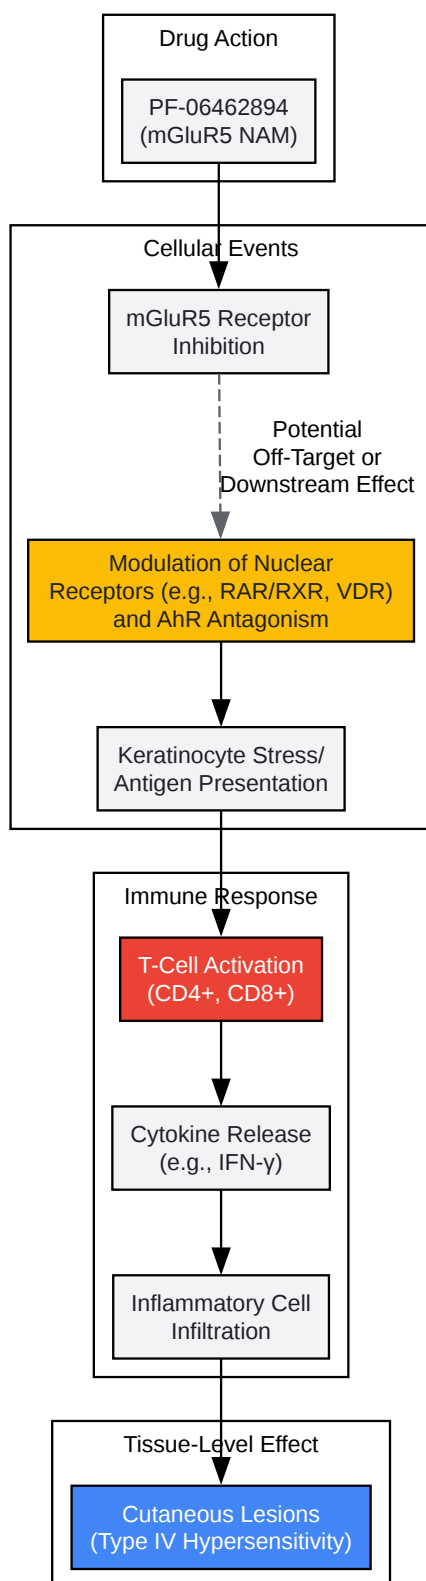 Drug Action
PF-06462894
(mGluR5 NAM)
Cellular Events
mGluR5 Receptor
Inhibition
Potential
Off-Target or
Downstream Effect
Modulation of Nuclear
Receptors (e.g., RAR/RXR, VDR)
and AhR Antagonism
Keratinocyte Stress/
Antigen Presentation
Immune Response
T-Cell Activation
(CD4+, CD8+)
Cytokine Release
(e.g., IFN-γ)
Inflammatory Cell
Infiltration
Tissue-Level Effect
Cutaneous Lesions
(Type IV Hypersensitivity)